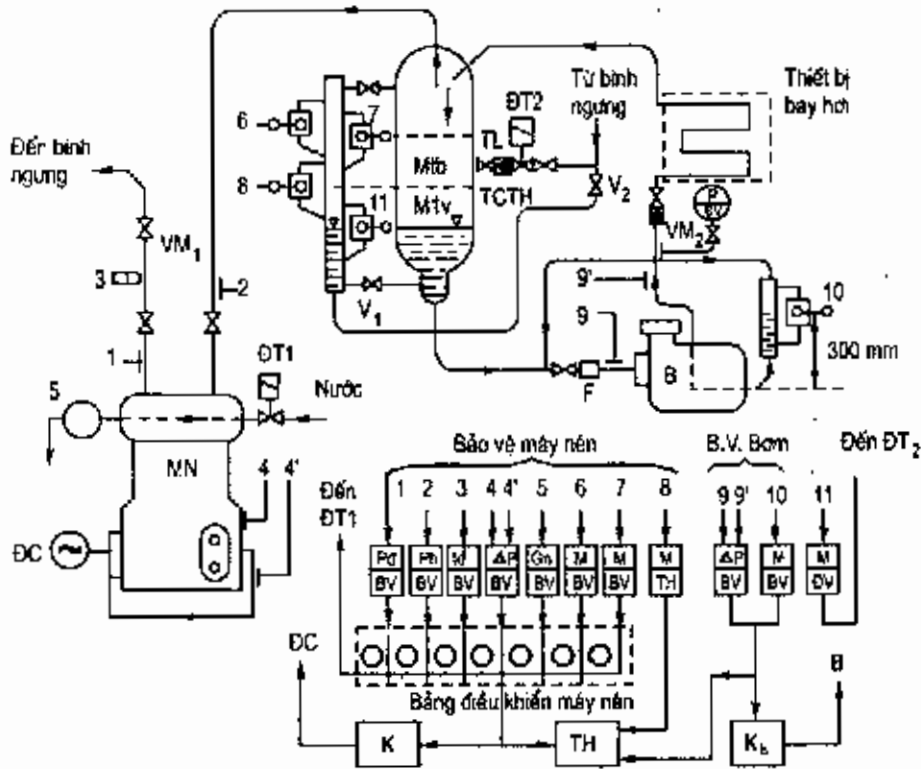 Từ bình
ngưng
Thiết bị
bay hơi
ĐT2
6
7
TL
Đến bình
ngưng
8
Mtb
TCTH
V₂
P
BV
11
M1v
VM₁
VM₂
3
2
9'
10
V₁
9
300 mm
1
ĐT1
5
Nước
F
B
MN
4 4'
Bảo vệ máy nén
B.V. Bơm
Đến ĐT₂
Đến
ĐT1
1 2 3 4 4' 5 6 7 8
9 9' 10 11
ĐC
Pđ Ph ΔP Gn M M M ΔP M M
BV BV BV BV BV BV BV TH BV BV ĐV
ĐC
B
Bảng điều khiển máy nén
K
TH